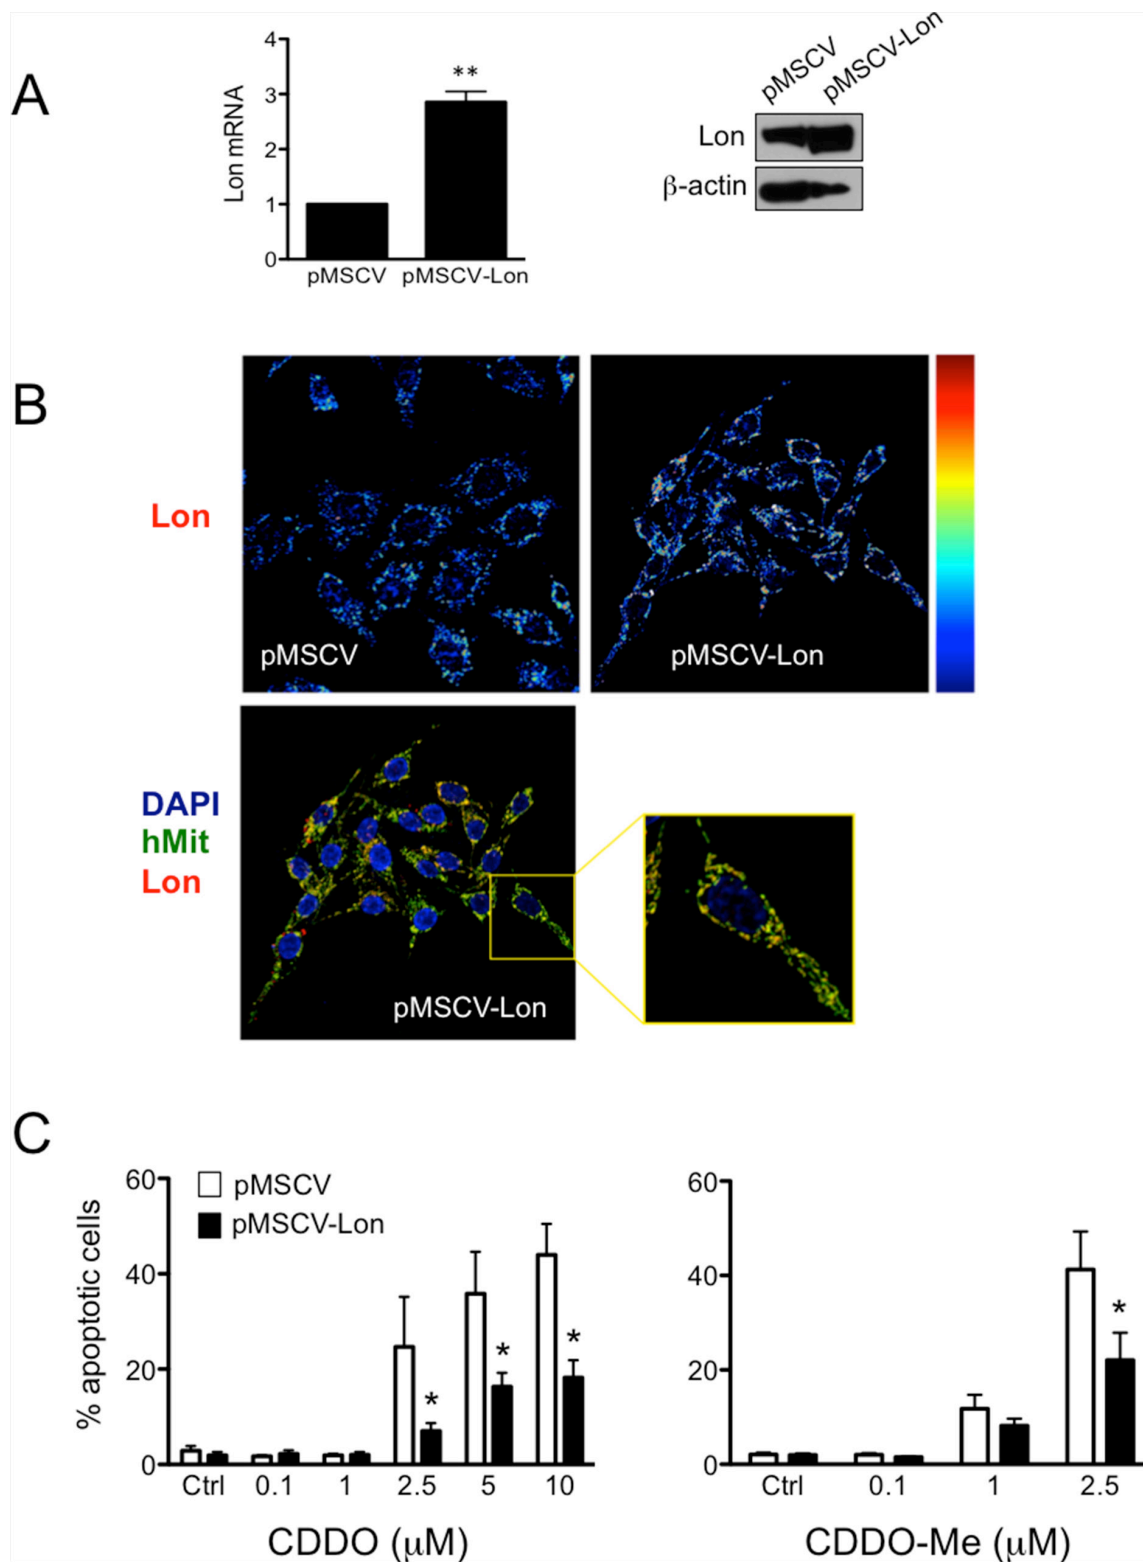 A
4
3
2
1
0
Lon mRNA
**
pMSCV
pMSCV-Lon
pMSCV
pMSCV-Lon
Lon
β-actin
B
Lon
pMSCV
pMSCV-Lon
DAPI
hMit
Lon
pMSCV-Lon
C
% apoptotic cells
60
40
20
0
pMSCV
pMSCV-Lon
*
*
*
Ctrl 0.1 1 2.5 5 10
CDDO (μM)
60
40
20
0
*
Ctrl 0.1 1 2.5
CDDO-Me (μM)